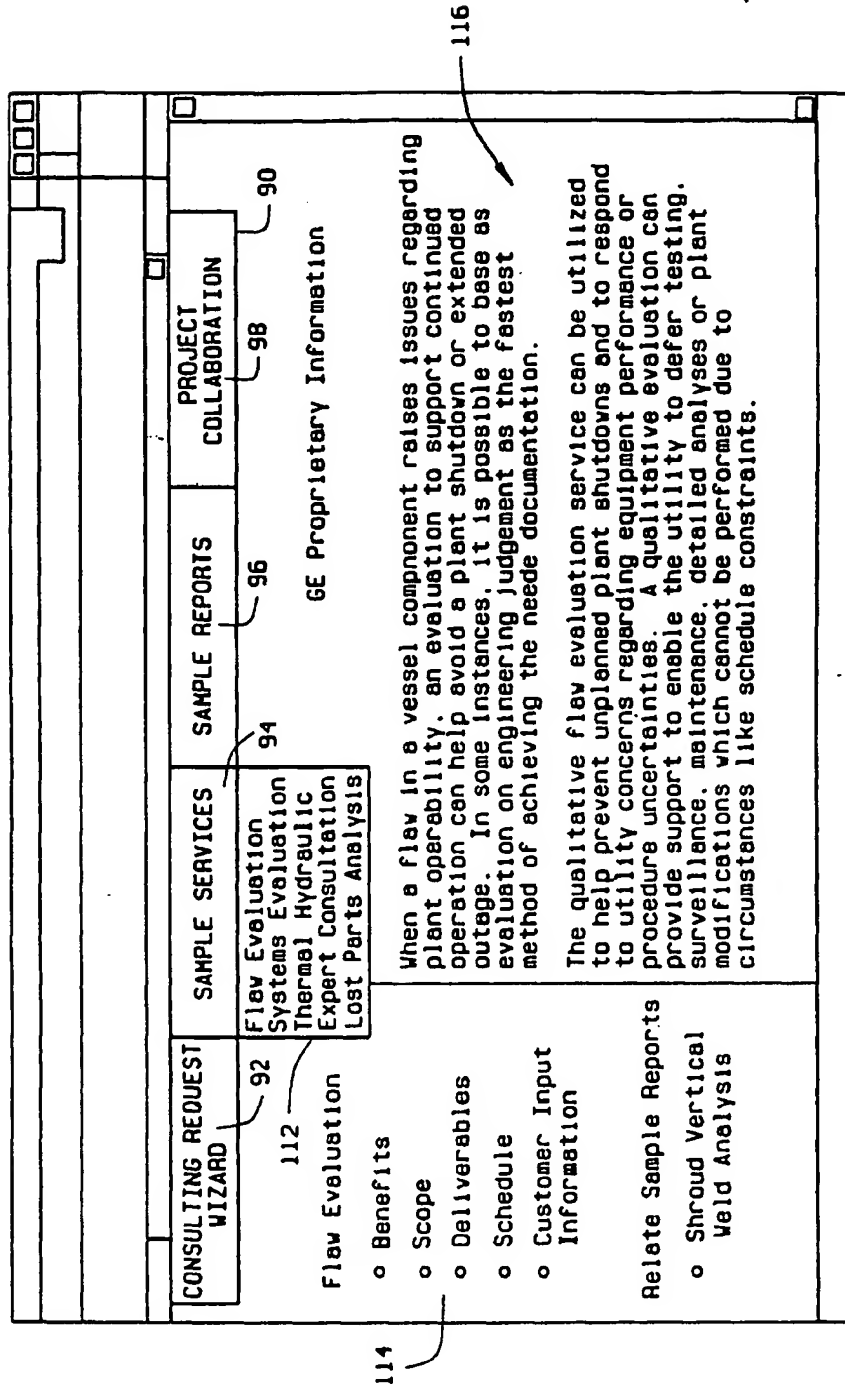 CONSULTING REQUEST
WIZARD
92
SAMPLE SERVICES
94
SAMPLE REPORTS
96
PROJECT
COLLABORATION
98
90
Flaw Evaluation
Systems Evaluation
Thermal Hydraulic
Expert Consultation
Lost Parts Analysis
112
GE Proprietary Information
Flaw Evaluation
o Benefits
o Scope
o Deliverables
o Schedule
o Customer Input
Information
114
Relate Sample Reports
o Shroud Vertical
Weld Analysis
When a flaw in a vessel compnonent raises issues regarding
plant operability, an evaluation to support continued
operation can help avoid a plant shutdown or extended
outage. In some instances, it is possible to base as
evaluation on engineering judgement as the fastest
method of achieving the neede documentation.
116
The qualitative flaw evaluation service can be utilized
to help prevent unplanned plant shutdowns and to respond
to utility concerns regarding equipment performance or
procedure uncertainties. A qualitative evaluation can
provide support to enable the utility to defer testing,
surveillance, maintenance, detailed analyses or plant
modifications which cannot be performed due to
circumstances like schedule constraints.